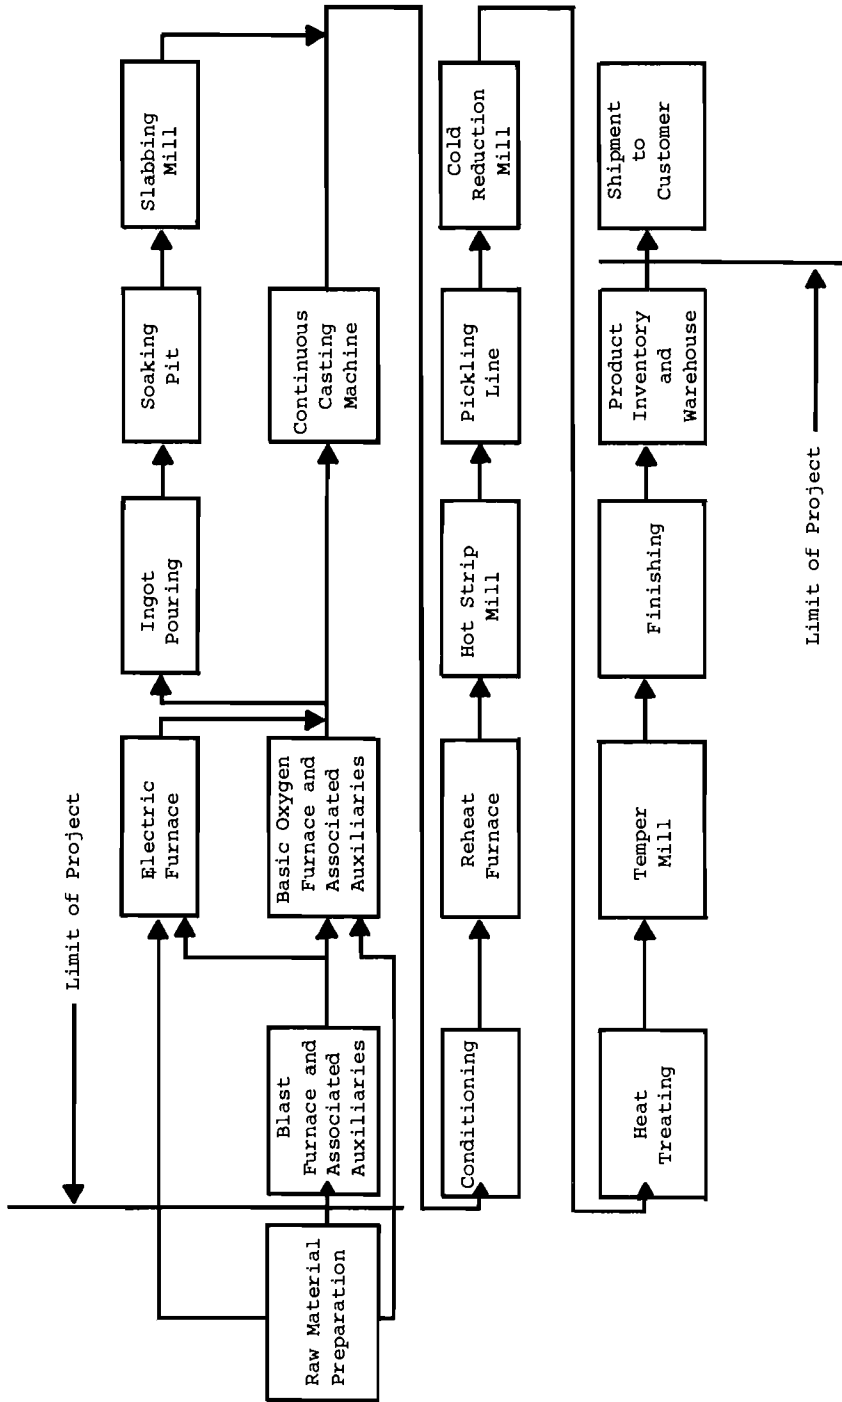 Limit of Project
Raw Material
Preparation
Blast
Furnace and
Associated
Auxiliaries
Electric
Furnace
Basic Oxygen
Furnace and
Associated
Auxiliaries
Ingot
Pouring
Soaking
Pit
Slabbing
Mill
Continuous
Casting
Machine
Conditioning
Reheat
Furnace
Hot Strip
Mill
Pickling
Line
Cold
Reduction
Mill
Heat
Treating
Temper
Mill
Finishing
Product
Inventory
and
Warehouse
Shipment
to
Customer
Limit of Project